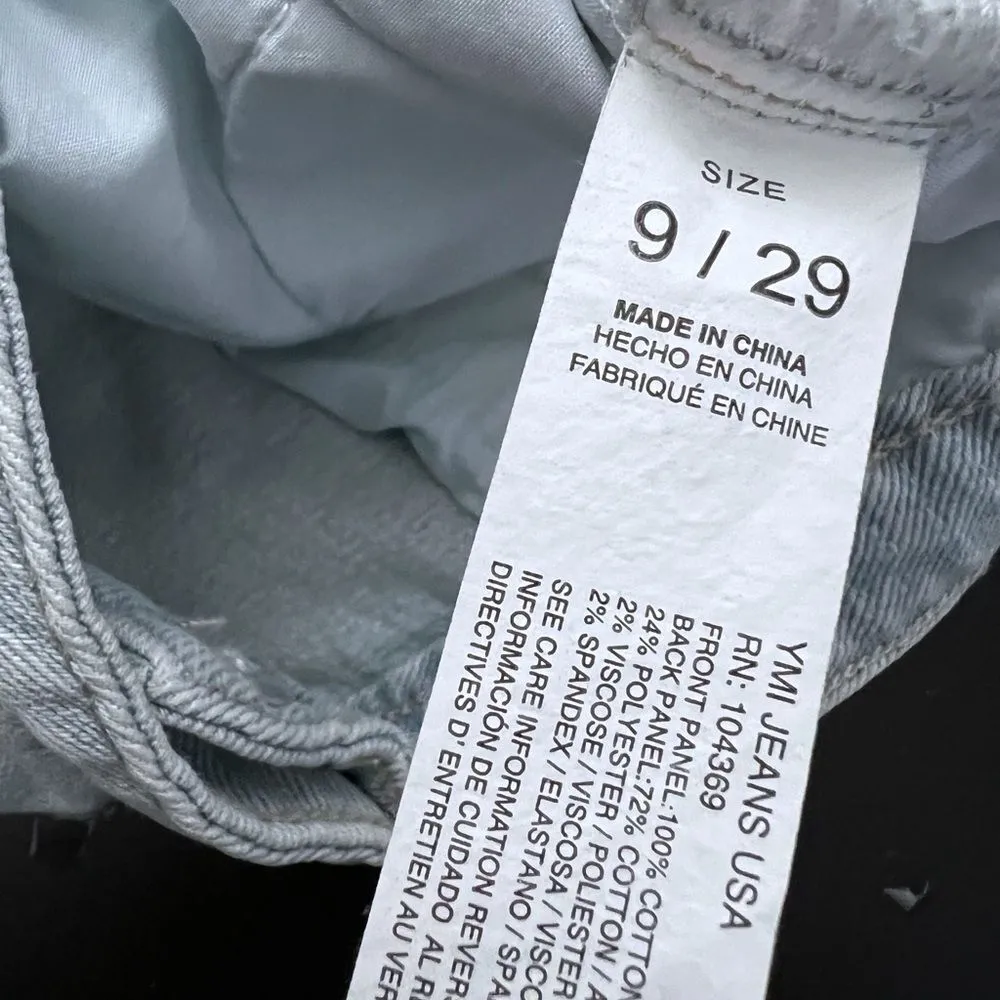 SIZE
9 / 29
MADE IN CHINA
HECHO EN CHINA
FABRIQUÉ EN CHINE
YMI JEANS USA
RN: 104369
FRONT PANEL:100% COTTON
BACK PANEL:72% COTTON / A
24% POLYESTER / POLIESTER
2% VISCOSE / VISCOSA / VISCO
2% SPANDEX / ELASTANO / SPA
SEE CARE INFORMATION REVER
INFORMACIÓN DE CUIDADO AL R
DIRECTIVES D'ENTRETIEN AU VER